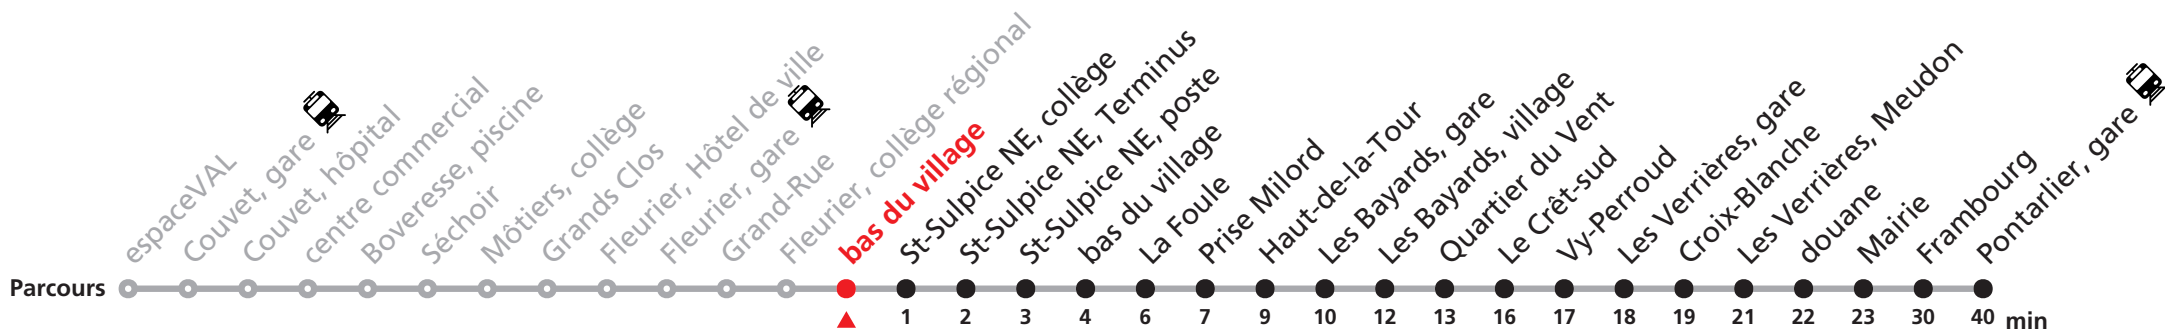 espaceVAL
Couvet, gare
Couvet, hôpital
centre commercial
Boveresse, piscine
Séchoir
Môtiers, collège
Grands Clos
Fleurier, Hôtel de ville
Fleurier, gare
Grand-Rue
Fleurier, collège régional
bas du village
St-Sulpice NE, collège
St-Sulpice NE, Terminus
St-Sulpice NE, poste
bas du village
La Foule
Prise Milord
Haut-de-la-Tour
Les Bayards, gare
Les Bayards, village
Quartier du Vent
Le Crêt-sud
Vy-Perroud
Les Verrières, gare
Croix-Blanche
Les Verrières, Meudon
douane
Mairie
Frambourg
Pontarlier, gare
Parcours
1 2 3 4 6 7 9 10 12 13 16 17 18 19 21 22 23 30 40 min